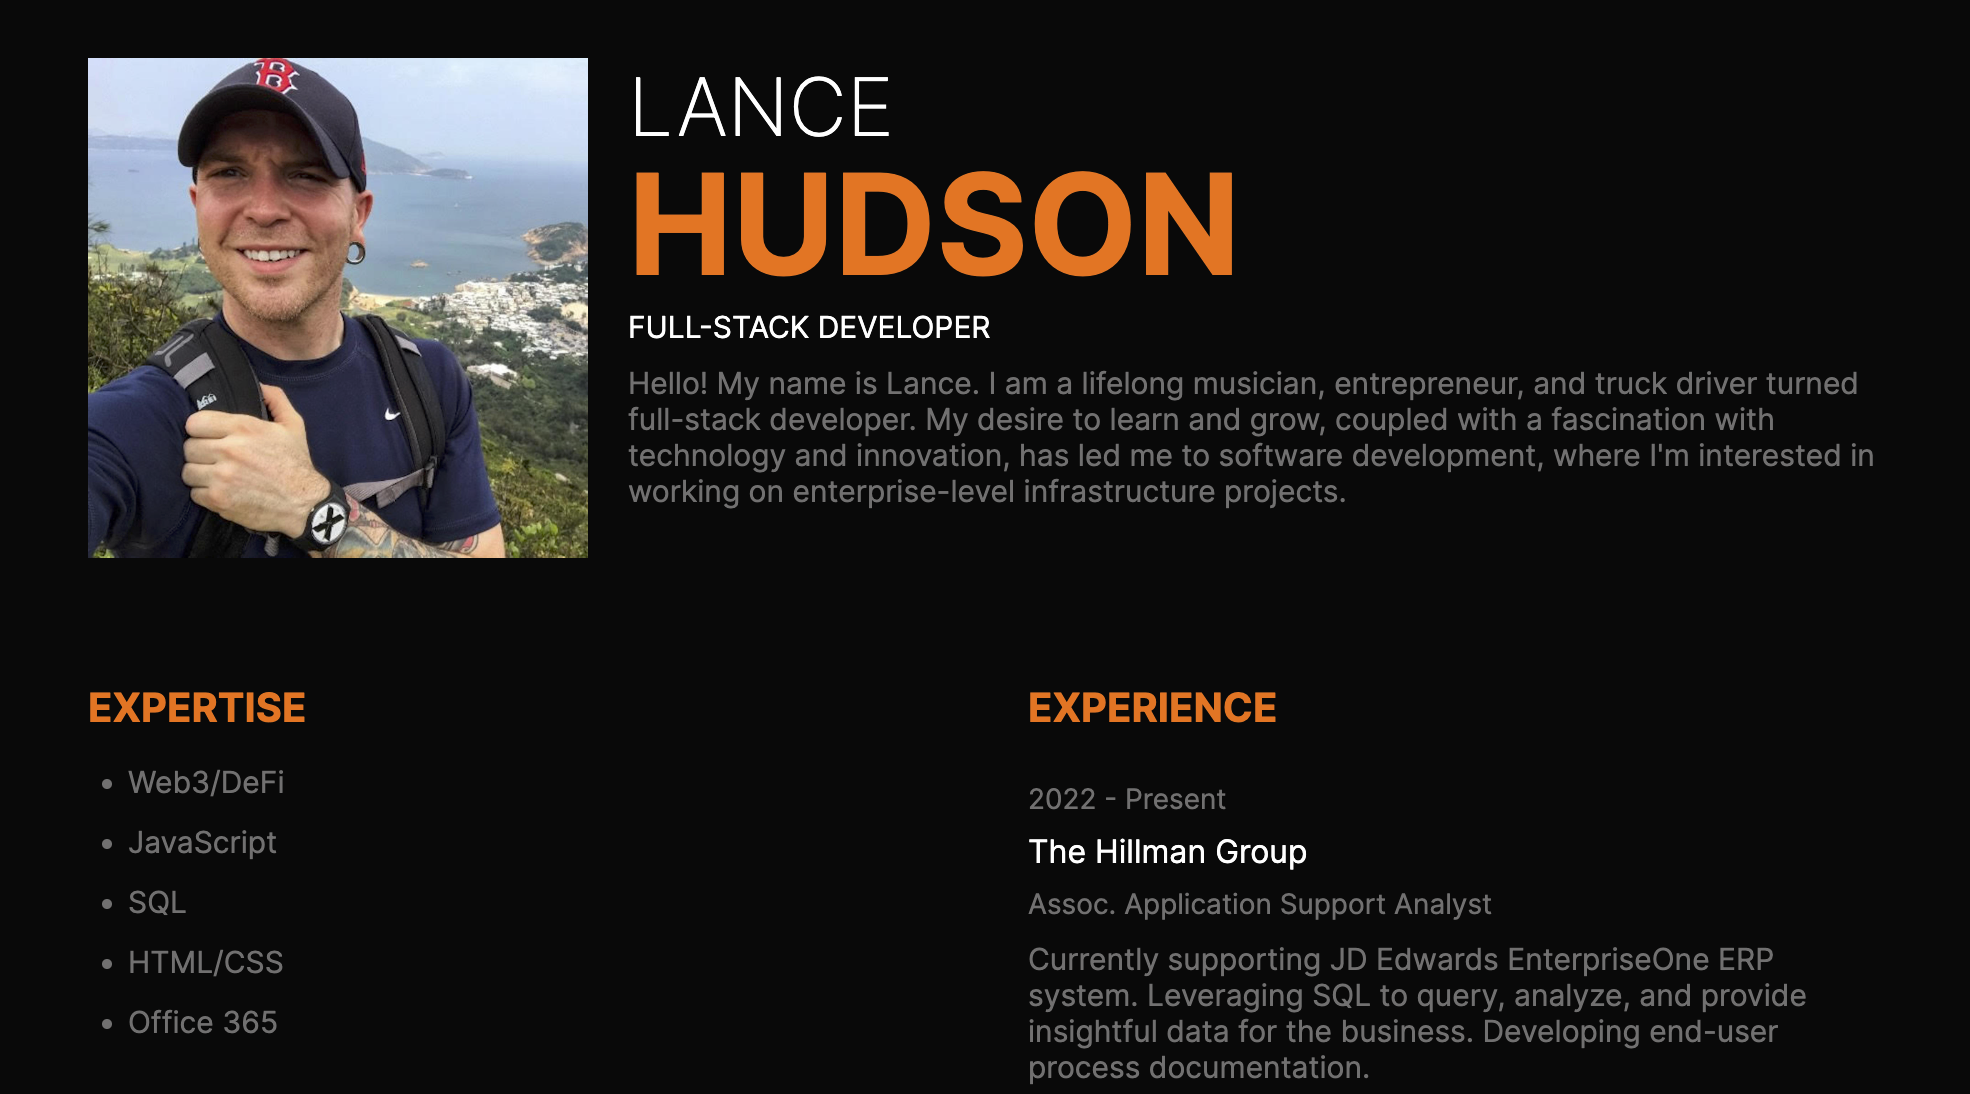 B
LANCE
HUDSON
FULL-STACK DEVELOPER
Hello! My name is Lance. I am a lifelong musician, entrepreneur, and truck driver turned
full-stack developer. My desire to learn and grow, coupled with a fascination with
technology and innovation, has led me to software development, where I'm interested in
working on enterprise-level infrastructure projects.
EXPERTISE
Web3/DeFi
JavaScript
SQL
HTML/CSS
Office 365
EXPERIENCE
2022 - Present
The Hillman Group
Assoc. Application Support Analyst
Currently supporting JD Edwards EnterpriseOne ERP
system. Leveraging SQL to query, analyze, and provide
insightful data for the business. Developing end-user
process documentation.